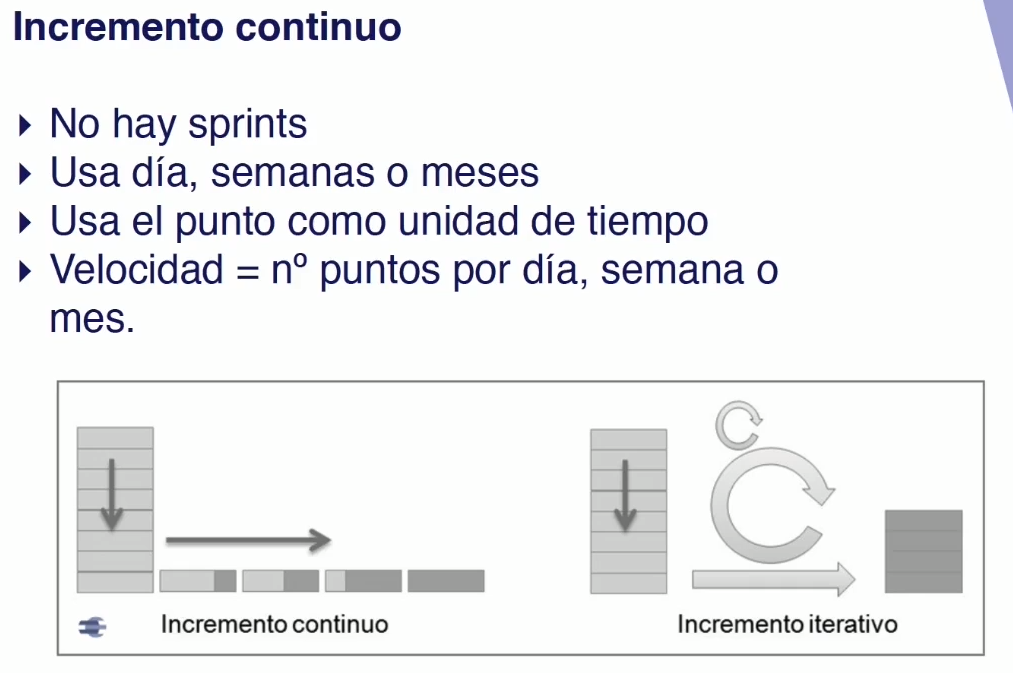 Incremento continuo
No hay sprints
Usa día, semanas o meses
Usa el punto como unidad de tiempo
Velocidad = nº puntos por día, semana o
mes.
Incremento continuo
Incremento iterativo